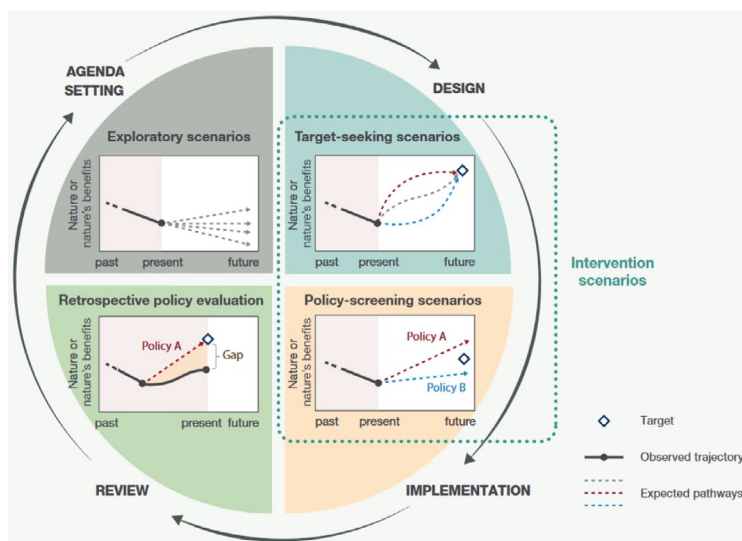 AGENDA
SETTING
DESIGN
Exploratory scenarios
Nature or
nature's benefits
past
present
future
Target-seeking scenarios
Nature or
nature's benefits
past
present
future
Intervention
scenarios
Retrospective policy evaluation
Nature or
nature's benefits
Policy A
Gap
past
present
future
Policy-screening scenarios
Nature or
nature's benefits
Policy A
Policy B
past
present
future
REVIEW
IMPLEMENTATION
Target
Observed trajectory
Expected pathways